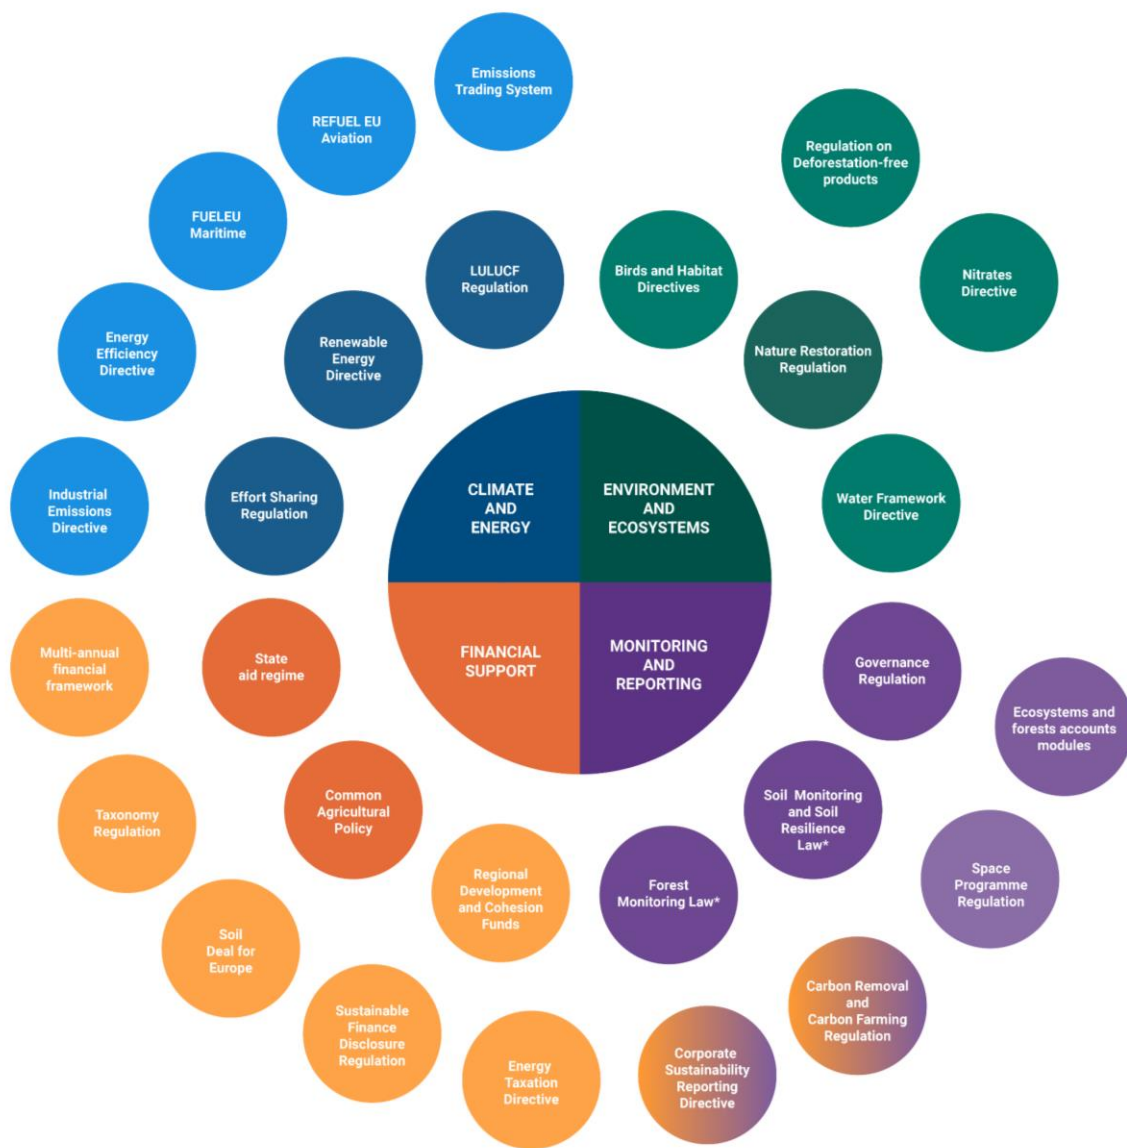 Emissions
Trading System
REFUEL EU
Aviation
Regulation on
Deforestation-free
products
FUELEU
Maritime
LULUCF
Regulation
Birds and Habitat
Directives
Nitrates
Directive
Energy
Efficiency
Directive
Renewable
Energy
Directive
Nature Restoration
Regulation
Industrial
Emissions
Directive
Effort Sharing
Regulation
CLIMATE
AND
ENERGY
ENVIRONMENT
AND
ECOSYSTEMS
Water Framework
Directive
Multi-annual
financial
framework
State
aid regime
FINANCIAL
SUPPORT
MONITORING
AND
REPORTING
Governance
Regulation
Ecosystems and
forests accounts
modules
Taxonomy
Regulation
Common
Agricultural
Policy
Soil Monitoring
and Soil
Resilience
Law*
Regional
Development
and Cohesion
Funds
Forest
Monitoring Law*
Space
Programme
Regulation
Soil
Deal for
Europe
Sustainable
Finance
Disclosure
Regulation
Energy
Taxation
Directive
Corporate
Sustainability
Reporting
Directive
Carbon Removal
and
Carbon Farming
Regulation